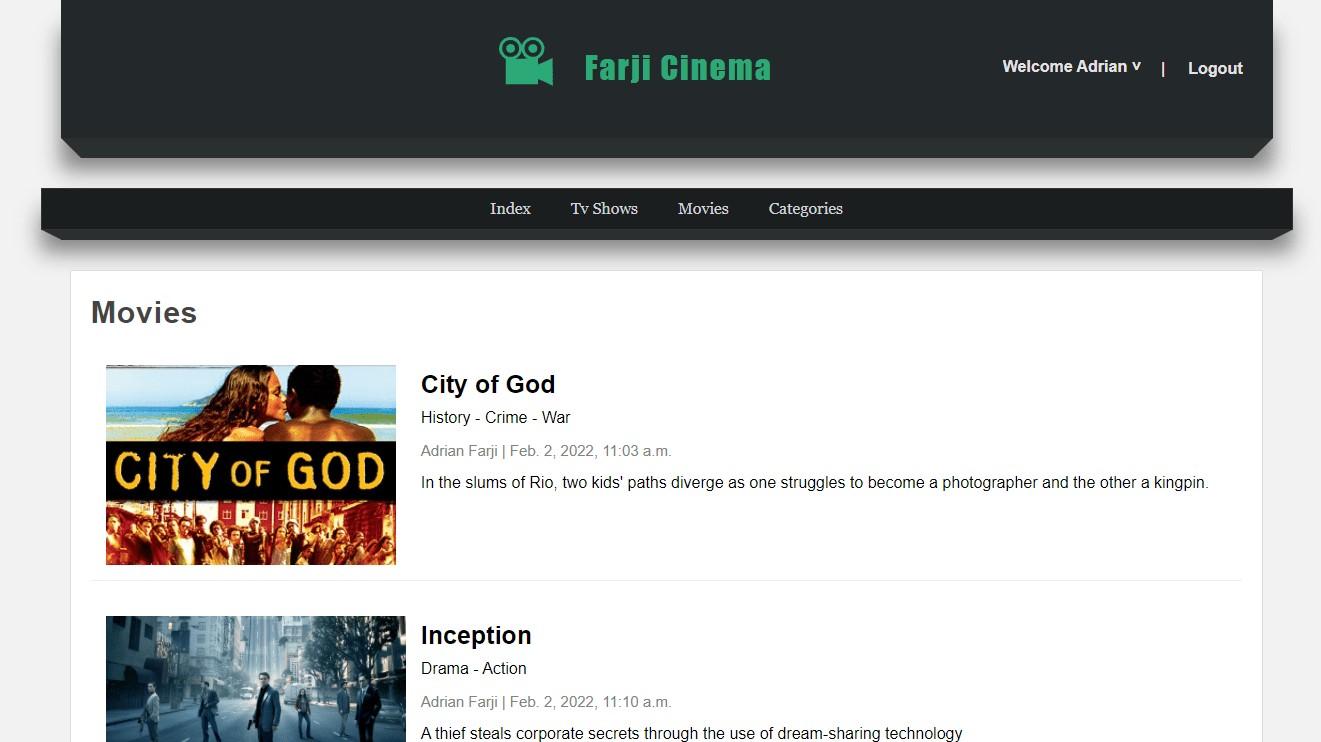 Farji Cinema
Welcome Adrian v | Logout
Index Tv Shows Movies Categories
Movies
CITY OF GOD
City of God
History - Crime - War
Adrian Farji | Feb. 2, 2022, 11:03 a.m.
In the slums of Rio, two kids' paths diverge as one struggles to become a photographer and the other a kingpin.
Inception
Drama - Action
Adrian Farji | Feb. 2, 2022, 11:10 a.m.
A thief steals corporate secrets through the use of dream-sharing technology